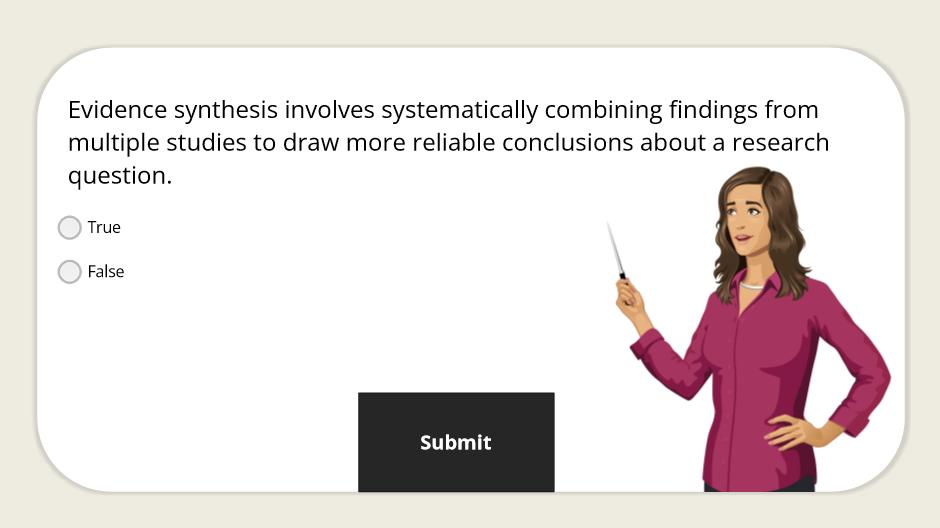 Evidence synthesis involves systematically combining findings from
multiple studies to draw more reliable conclusions about a research
question.
True
False
Submit